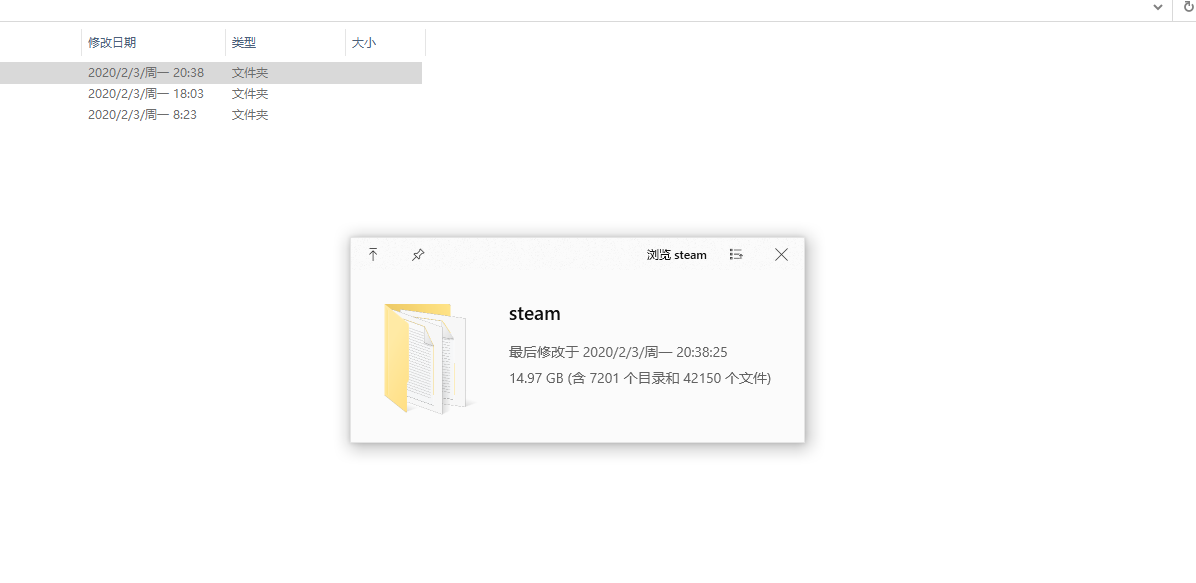 修改日期 类型 大小
2020/2/3/周一 20:38 文件夹
2020/2/3/周一 18:03 文件夹
2020/2/3/周一 8:23 文件夹
浏览 steam
steam
最后修改于 2020/2/3/周一 20:38:25
14.97 GB (含 7201 个目录和 42150 个文件)